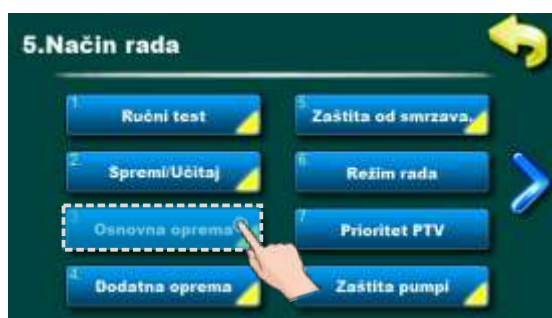 5.Način rada
1. Ručni test
2. Spremi/Učitaj
3. Osnovna oprema
4. Dodatna oprema
5. Zaštita od smrzava.
6. Režim rada
7. Prioritet PTV
Zaštita pumpi